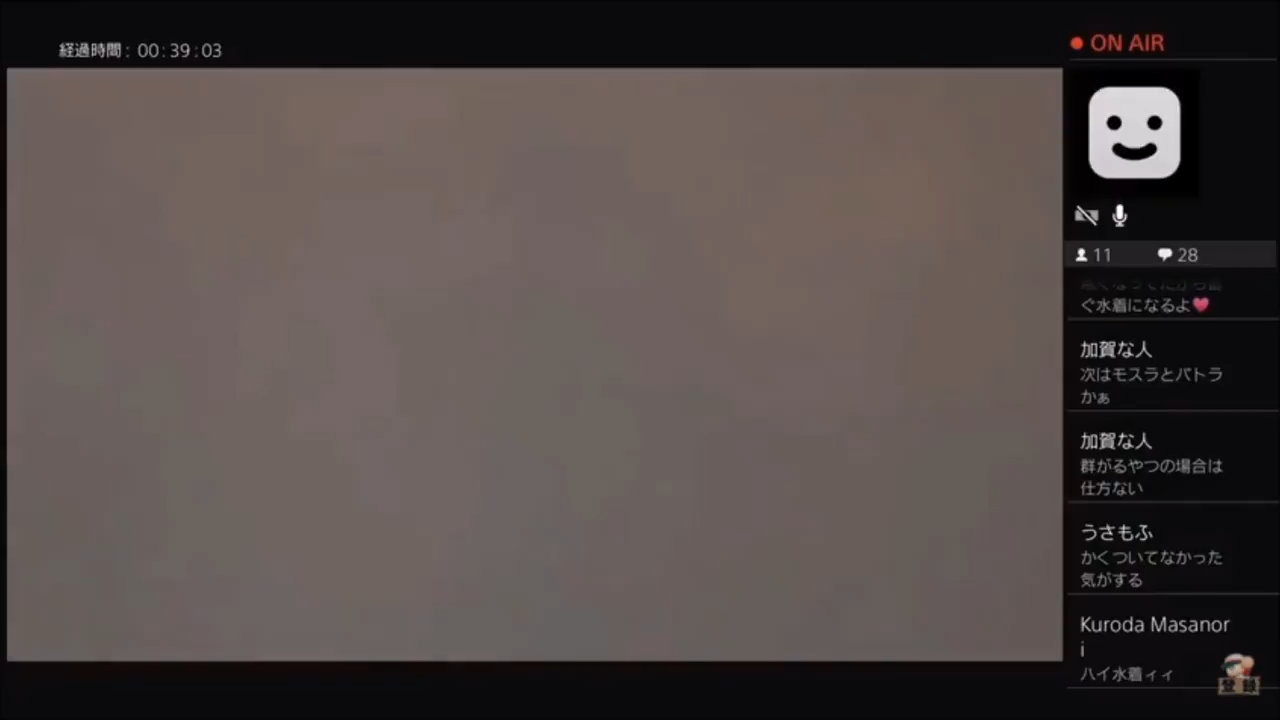 経過時間: 00:39:03
ON AIR
11
28
ぐ水着になるよ
加賀な人
次はモスラとバトラ
かぁ
加賀な人
群がるやつの場合は
仕方ない
うさもふ
かくついてなかった
気がする
Kuroda Masanor
i
ハイ水着ィィ
登録